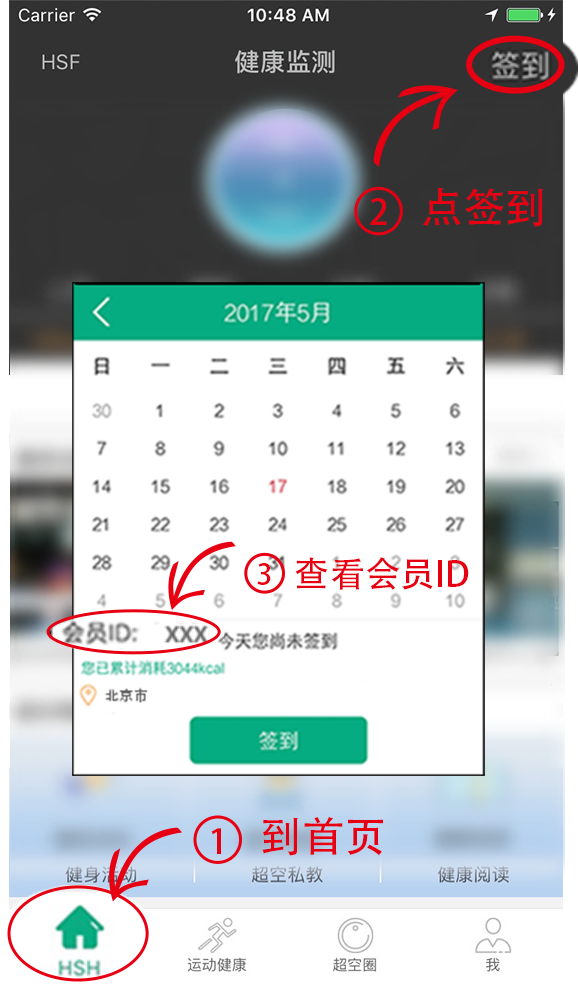 Carrier 10:48 AM
HSF 健康监测 签到
② 点签到
2017年5月
日 一 二 三 四 五 六
30 1 2 3 4 5 6
7 8 9 10 11 12 13
14 15 16 17 18 19 20
21 22 23 24 25 26 27
28 29 30 31 1 2 3
③ 查看会员ID
4 5 6 7 8 9 10
会员ID: XXX 今天您尚未签到
您已累计消耗3044kcal
北京市
签到
① 到首页
健身活动 超空私教 健康阅读
HSH 运动健康 超空圈 我